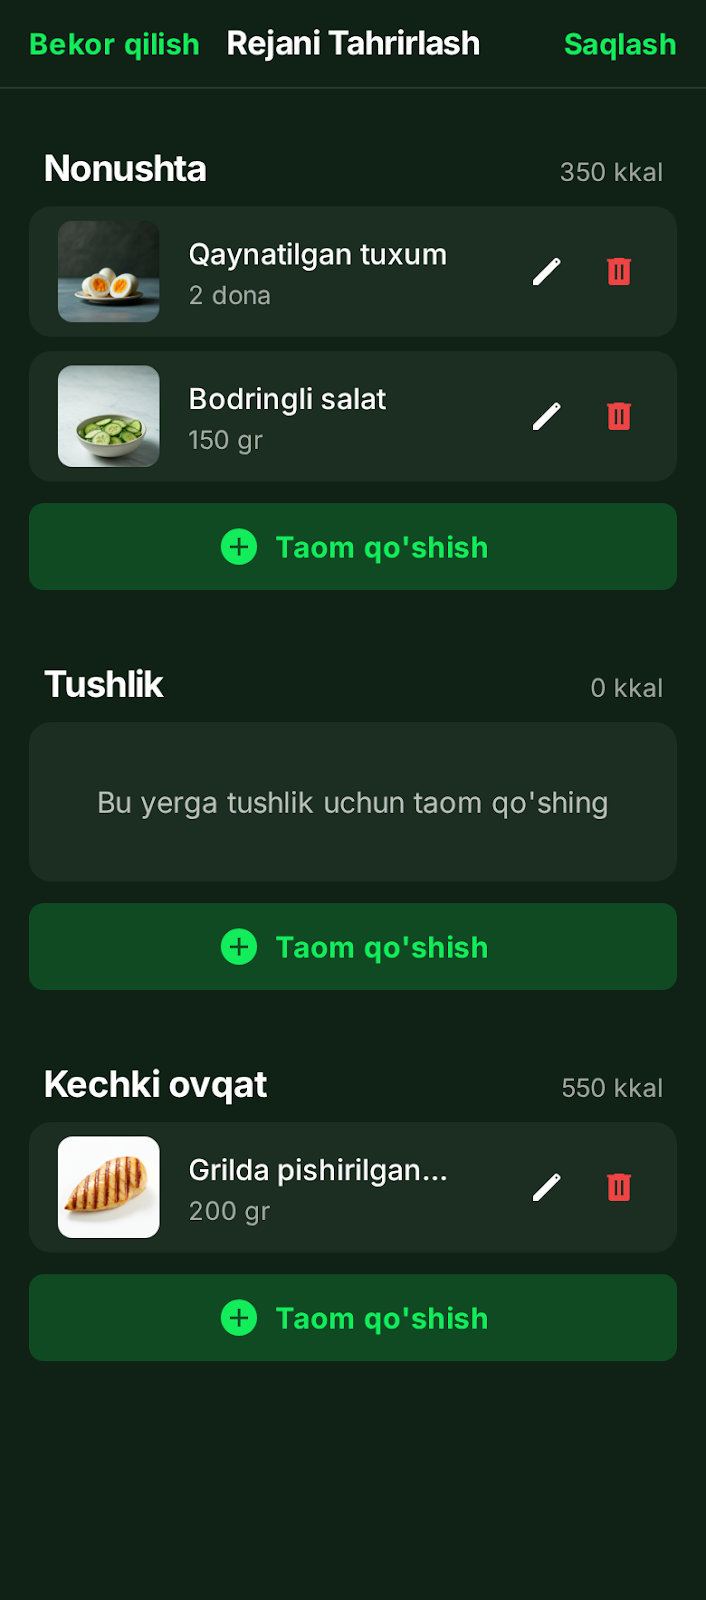 Bekor qilish Rejani Tahrirlash Saqlash
Nonushta 350 kkal
Qaynatilgan tuxum
2 dona
Bodringli salat
150 gr
Taom qo'shish
Tushlik 0 kkal
Bu yerga tushlik uchun taom qo'shing
Taom qo'shish
Kechki ovqat 550 kkal
Grilda pishirilgan...
200 gr
Taom qo'shish